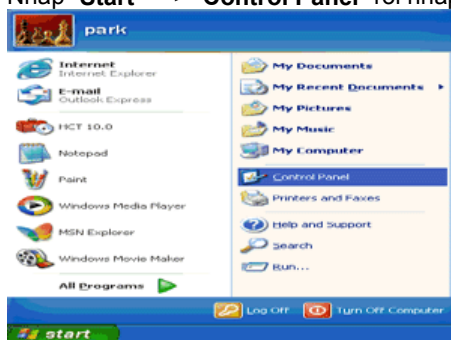 Nhấp "Start" -> "Control Panel" rồi nhấp
park
Internet
Internet Explorer
E-mail
Outlook Express
HCT 10.0
Notepad
Paint
Windows Media Player
MSN Explorer
Windows Movie Maker
All Programs
My Documents
My Recent Documents
My Pictures
My Music
My Computer
Control Panel
Printers and Faxes
Help and Support
Search
Run...
Log Off
Turn Off Computer
start